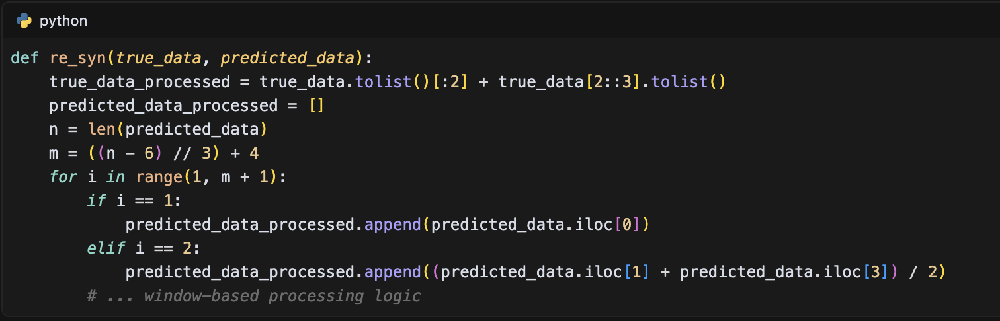 python
def re_syn(true_data, predicted_data):
    true_data_processed = true_data.tolist()[:2] + true_data[2::3].tolist()
    predicted_data_processed = []
    n = len(predicted_data)
    m = ((n - 6) // 3) + 4
    for i in range(1, m + 1):
        if i == 1:
            predicted_data_processed.append(predicted_data.iloc[0])
        elif i == 2:
            predicted_data_processed.append((predicted_data.iloc[1] + predicted_data.iloc[3]) / 2)
        # ... window-based processing logic